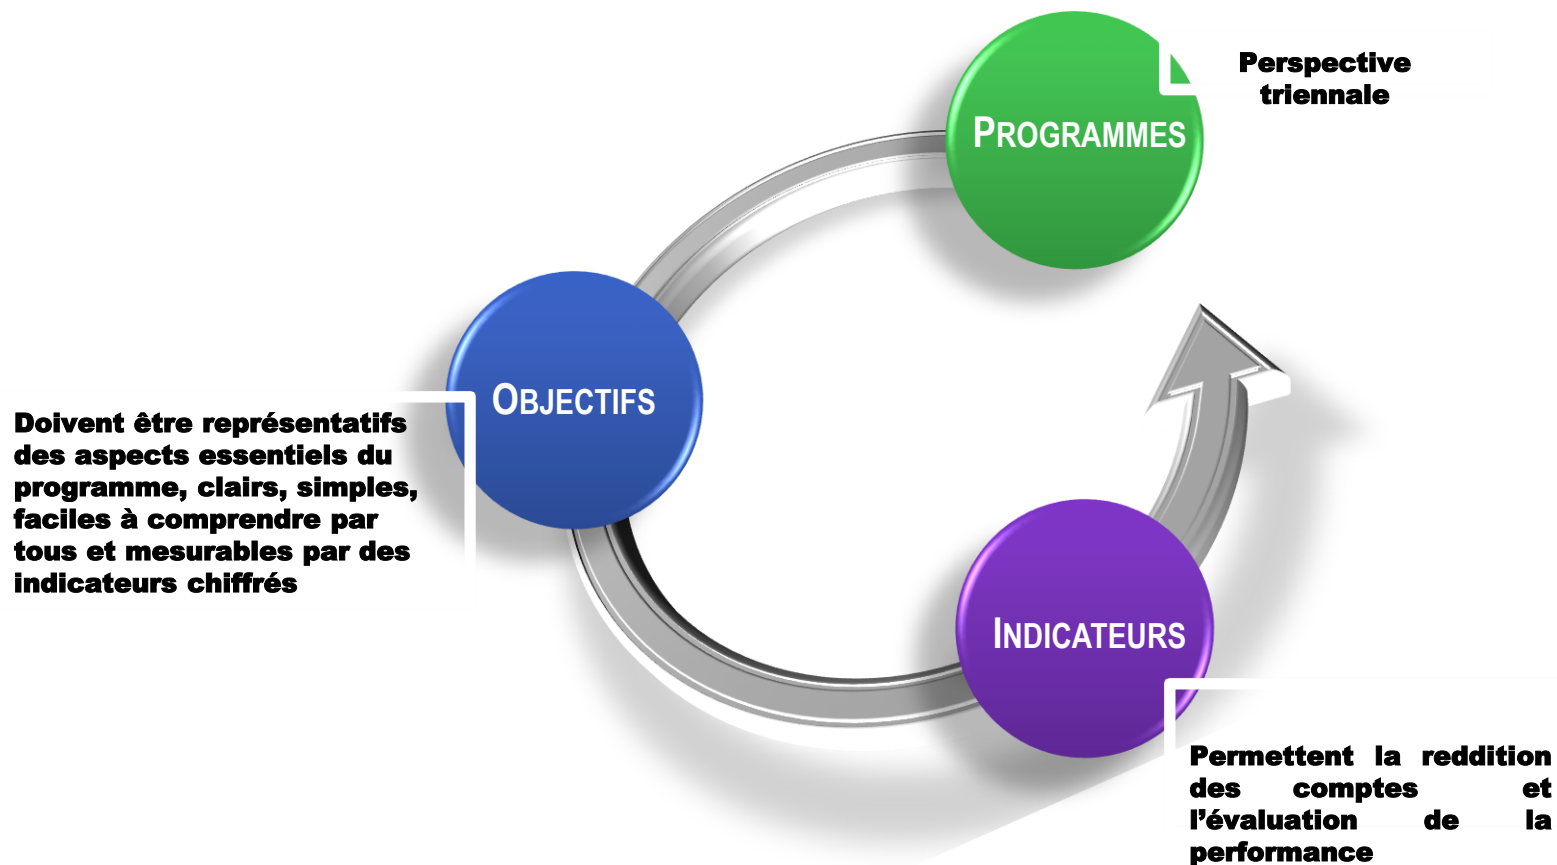 Perspective
triennale
PROGRAMMES
OBJECTIFS
Doivent être représentatifs
des aspects essentiels du
programme, clairs, simples,
faciles à comprendre par
tous et mesurables par des
indicateurs chiffrés
INDICATEURS
Permettent la reddition
des comptes et
l’évaluation de la
performance